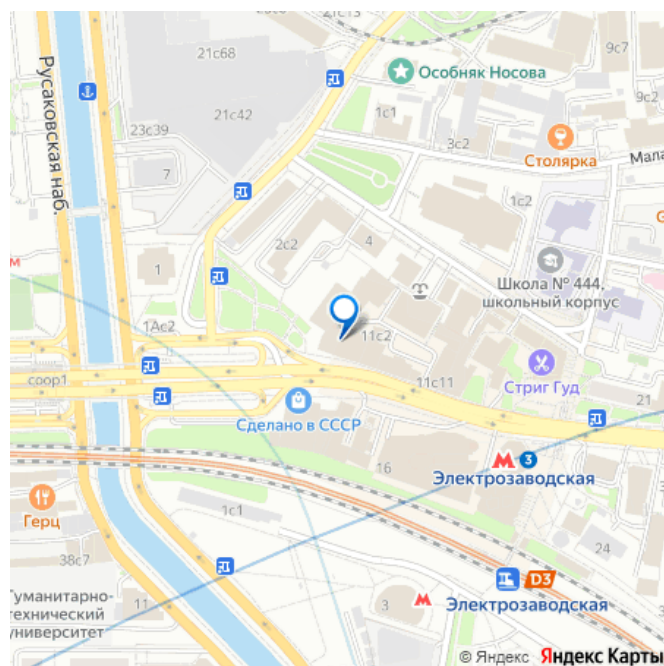 21с68
9с7
Особняк Носова
9с2
21с42
1с1
23с39
3с2
Столярка
Мала
Русаковская наб.
7
1с2
2с2
4
Школа № 444,
школьный корпус
1
м
G
1Ас2
11с2
Стриг Гуд
соор1
11с11
21
Сделано в СССР
16
3
Электрозаводская
Герц
1с1
38с7
24
D3
Электрозаводская
Гуманитарно-
технический
университет
11
3
© Яндекс Яндекс Карты